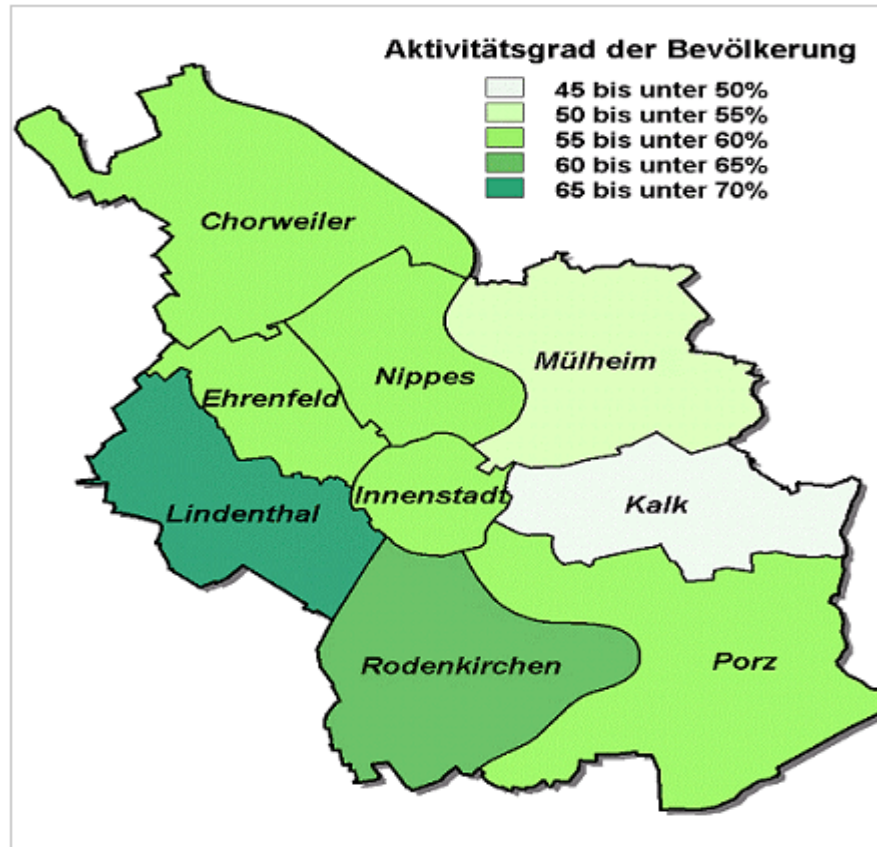 Aktivitätsgrad der Bevölkerung
45 bis unter 50%
50 bis unter 55%
55 bis unter 60%
60 bis unter 65%
65 bis unter 70%
Chorweiler
Mülheim
Nippes
Ehrenfeld
Innenstadt
Kalk
Lindenthal
Rodenkirchen
Porz